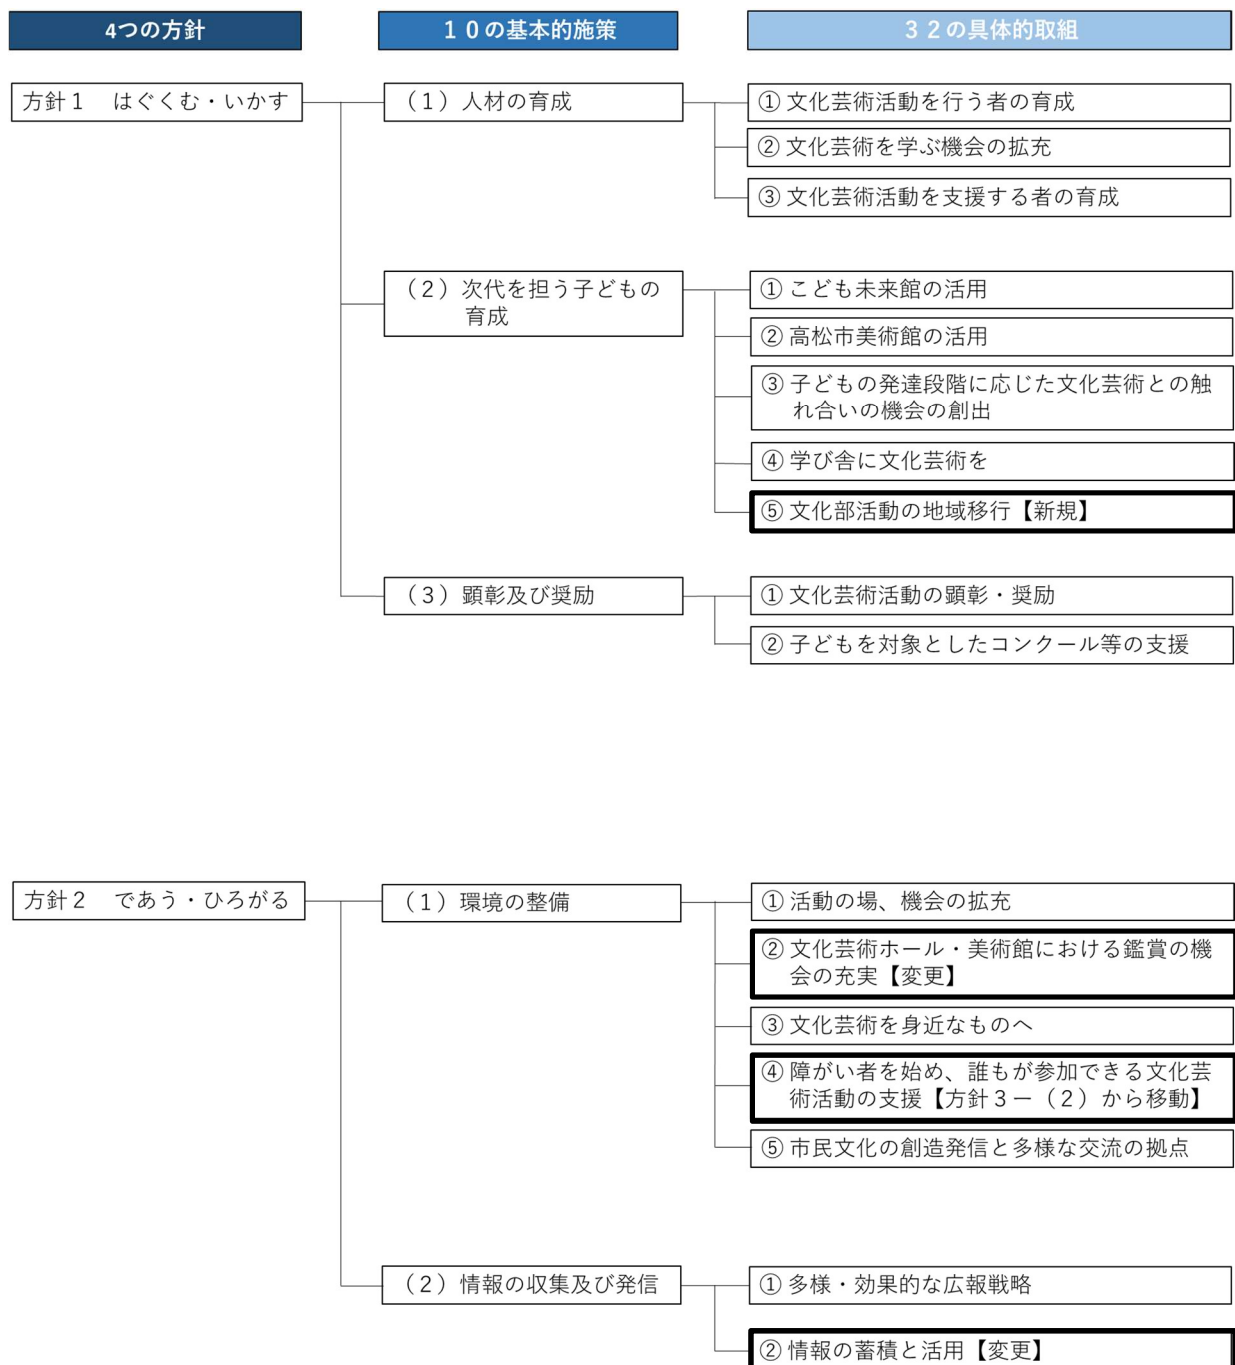 4つの方針
１０の基本的施策
３２の具体的取組
方針１　はぐくむ・いかす
（１）人材の育成
① 文化芸術活動を行う者の育成
② 文化芸術を学ぶ機会の拡充
③ 文化芸術活動を支援する者の育成
（２）次代を担う子どもの
育成
① こども未来館の活用
② 高松市美術館の活用
③ 子どもの発達段階に応じた文化芸術との触
れ合いの機会の創出
④ 学び舎に文化芸術を
⑤ 文化部活動の地域移行【新規】
（３）顕彰及び奨励
① 文化芸術活動の顕彰・奨励
② 子どもを対象としたコンクール等の支援
方針２　であう・ひろがる
（１）環境の整備
① 活動の場、機会の拡充
② 文化芸術ホール・美術館における鑑賞の機
会の充実【変更】
③ 文化芸術を身近なものへ
④ 障がい者を始め、誰もが参加できる文化芸
術活動の支援【方針３ー（２）から移動】
⑤ 市民文化の創造発信と多様な交流の拠点
（２）情報の収集及び発信
① 多様・効果的な広報戦略
② 情報の蓄積と活用【変更】